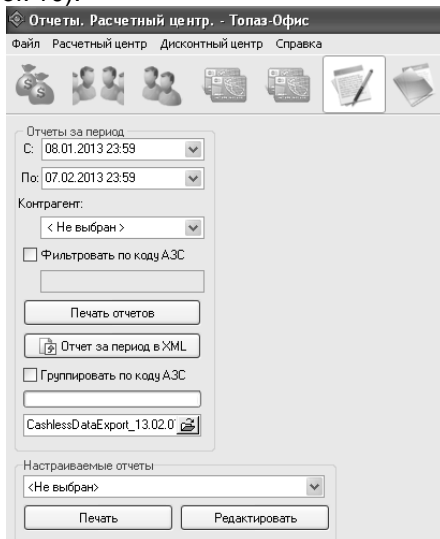 Отчеты. Расчетный центр. - Топаз-Офис
Файл Расчетный центр Дисконтный центр Справка
Отчеты за период
С: 08.01.2013 23:59
По: 07.02.2013 23:59
Контрагент:
< Не выбран >
Фильтровать по коду АЗС
Печать отчетов
Отчет за период в XML
Группировать по коду АЗС
CashlessDataExport_13.02.0
Настраиваемые отчеты
<Не выбран>
Печать Редактировать